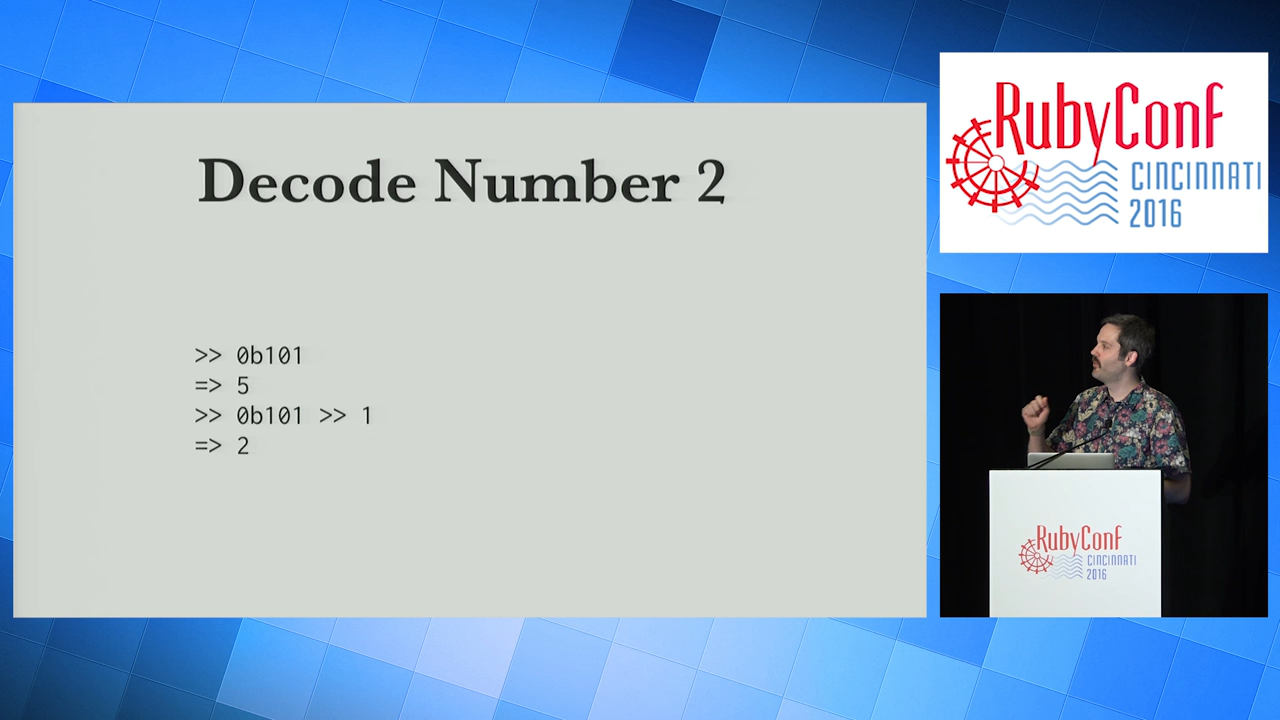 Decode Number 2
>> 0b101
=> 5
>> 0b101 >> 1
=> 2
RubyConf
CINCINNATI
2016
RubyConf
CINCINNATI
2016